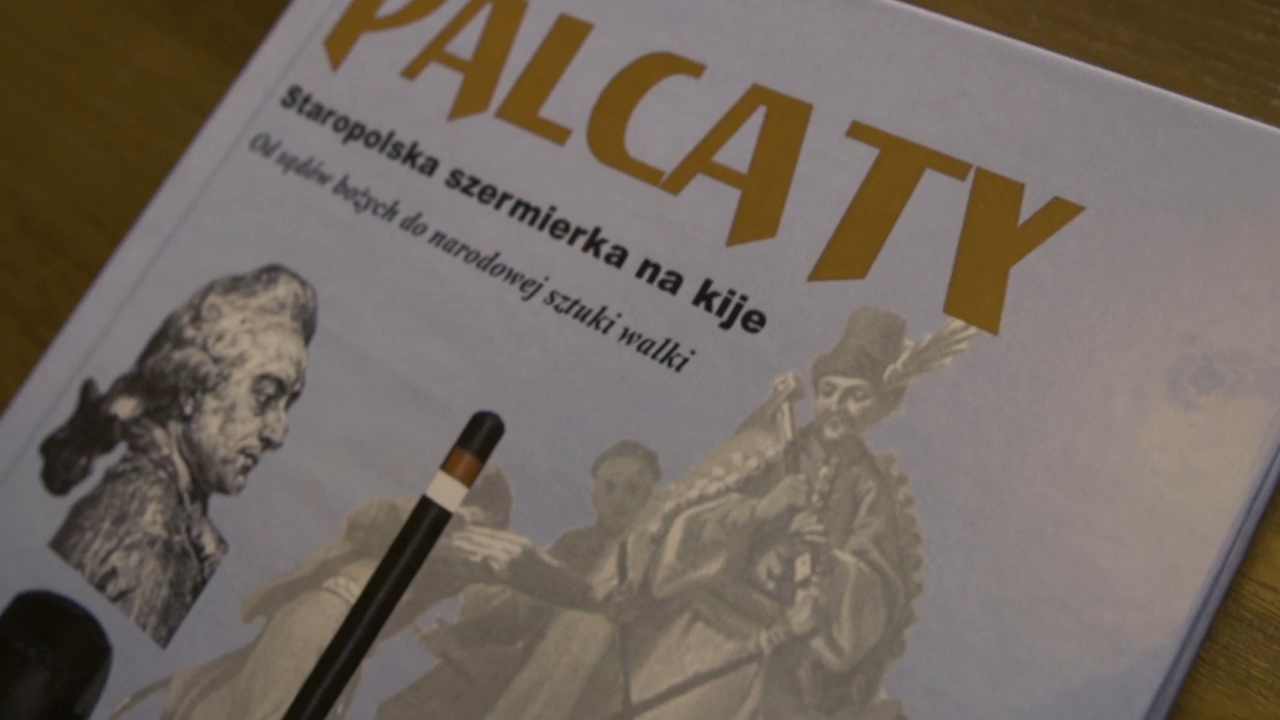 PALCATY
Staropolska szermierka na kije
Od sądów bożych do narodowej sztuki walki